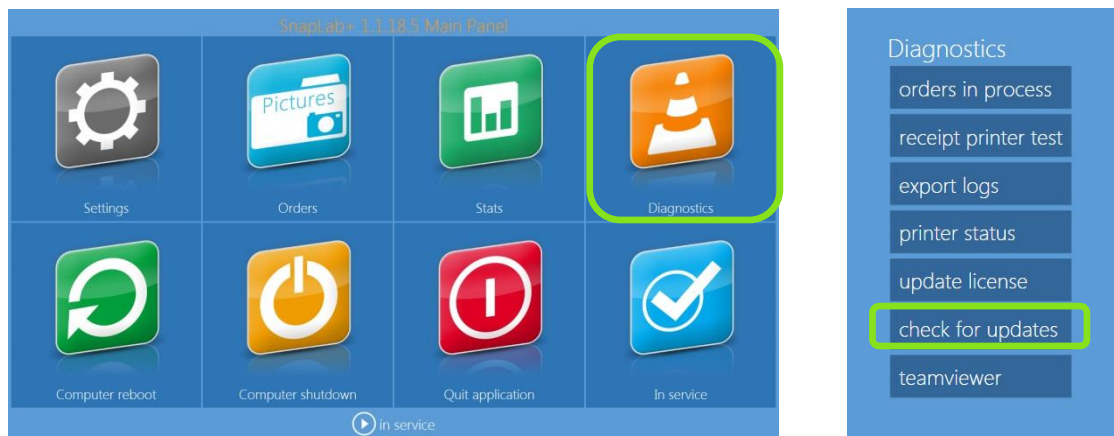 SnapLab+ 1.1.18.5 Main Panel
Pictures
Settings
Orders
Stats
Diagnostics
Computer reboot
Computer shutdown
Quit application
In service
in service
Diagnostics
orders in process
receipt printer test
export logs
printer status
update license
check for updates
teamviewer